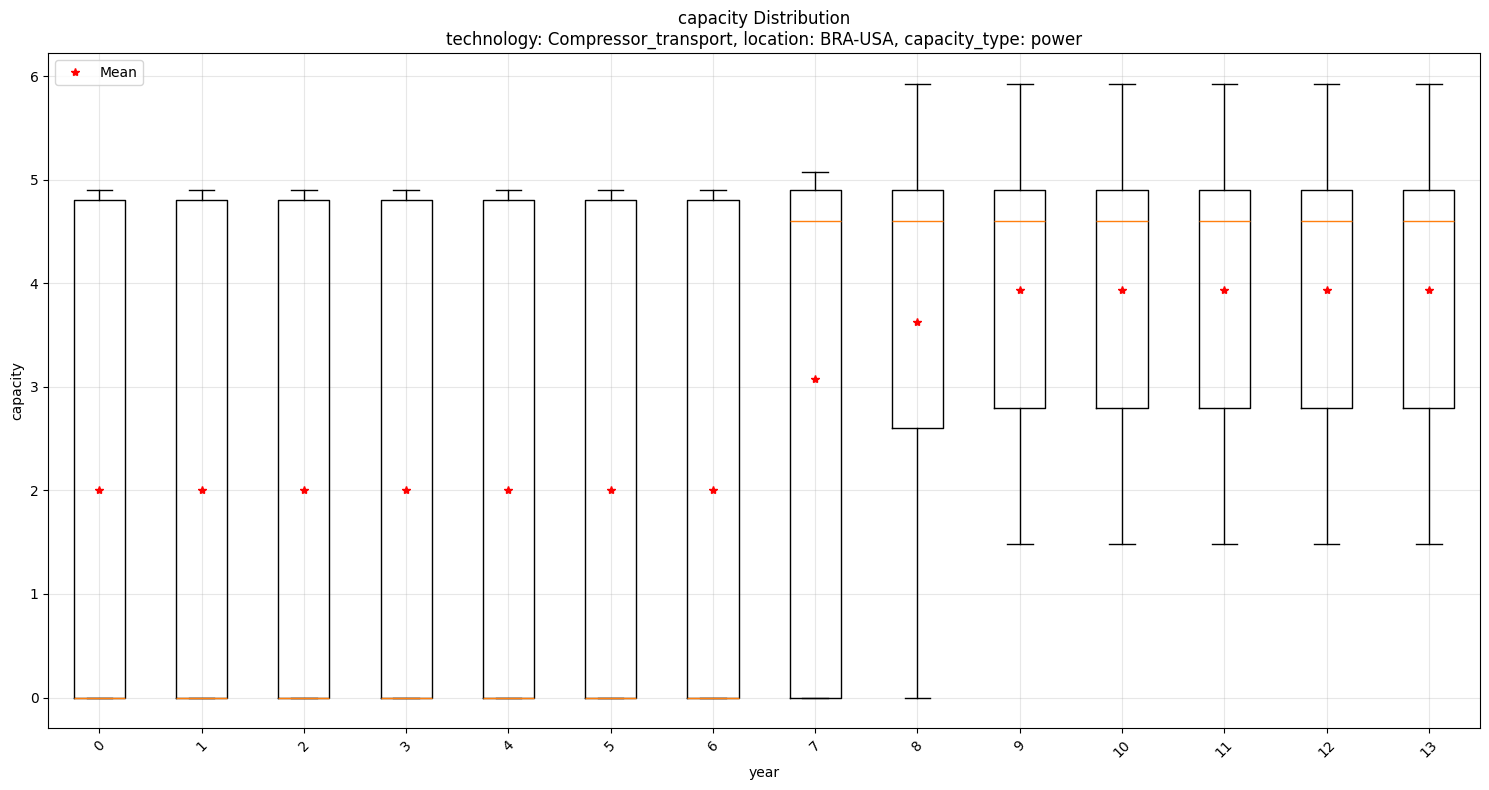 capacity Distribution
technology: Compressor_transport, location: BRA-USA, capacity_type: power
Mean
6
5
4
3
2
1
0
capacity
0 1 2 3 4 5 6 7 8 9 10 11 12 13
year